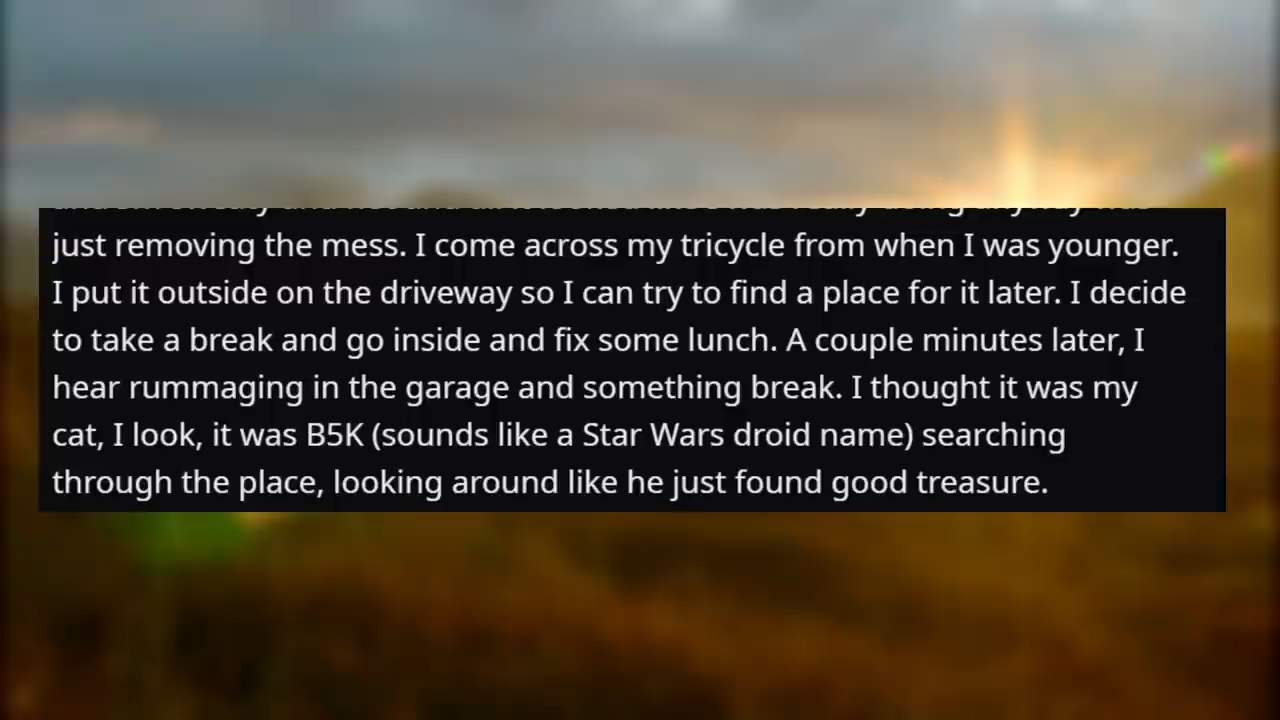 just removing the mess. I come across my tricycle from when I was younger.
I put it outside on the driveway so I can try to find a place for it later. I decide
to take a break and go inside and fix some lunch. A couple minutes later, I
hear rummaging in the garage and something break. I thought it was my
cat, I look, it was B5K (sounds like a Star Wars droid name) searching
through the place, looking around like he just found good treasure.